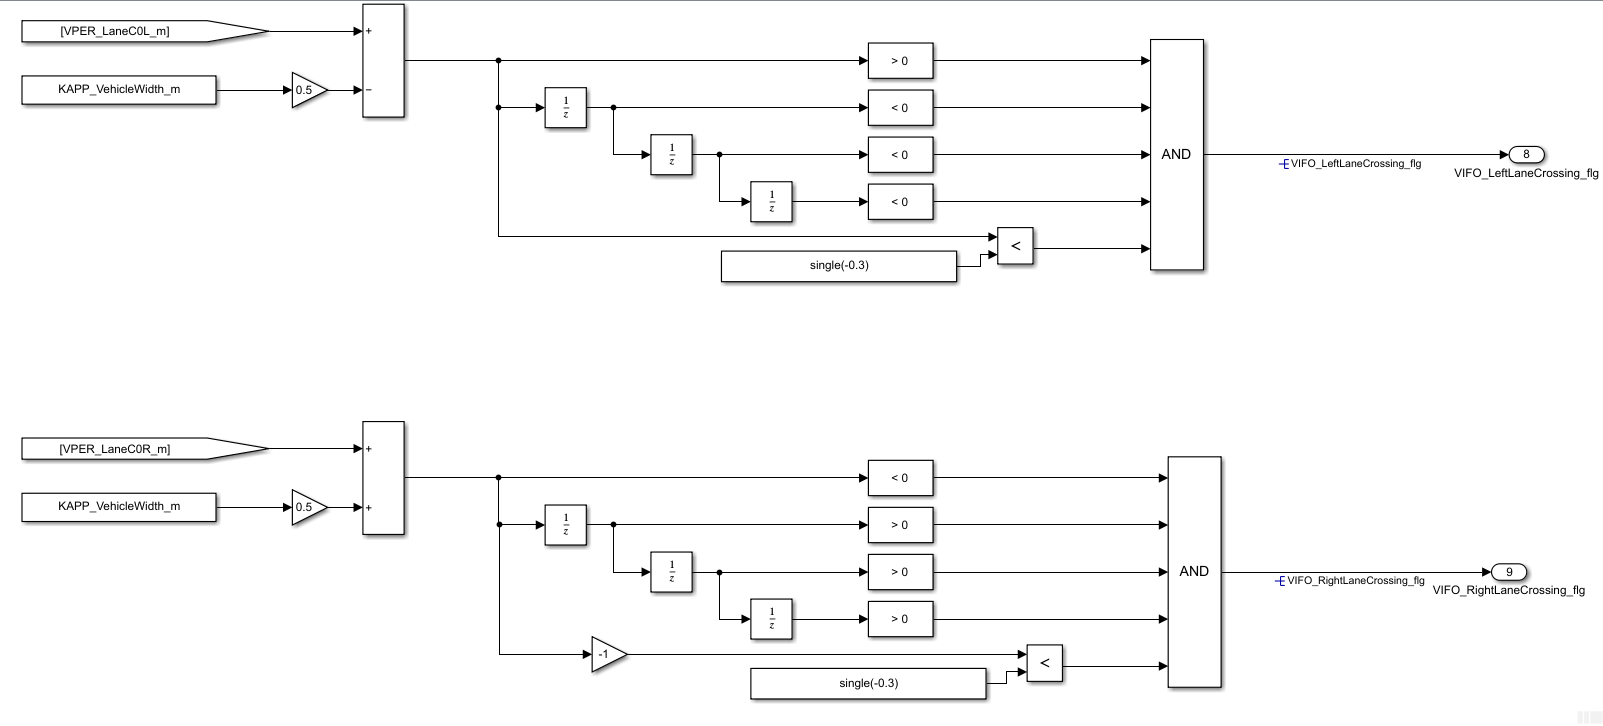 [VPER_LaneC0L_m]
+
KAPP_VehicleWidth_m
0.5
−
> 0
1
z
< 0
1
z
< 0
1
z
< 0
single(-0.3)
<
AND
VIFO_LeftLaneCrossing_flg
8
VIFO_LeftLaneCrossing_flg
[VPER_LaneC0R_m]
+
KAPP_VehicleWidth_m
0.5
+
< 0
1
z
> 0
1
z
> 0
1
z
> 0
-1
single(-0.3)
<
AND
VIFO_RightLaneCrossing_flg
9
VIFO_RightLaneCrossing_flg